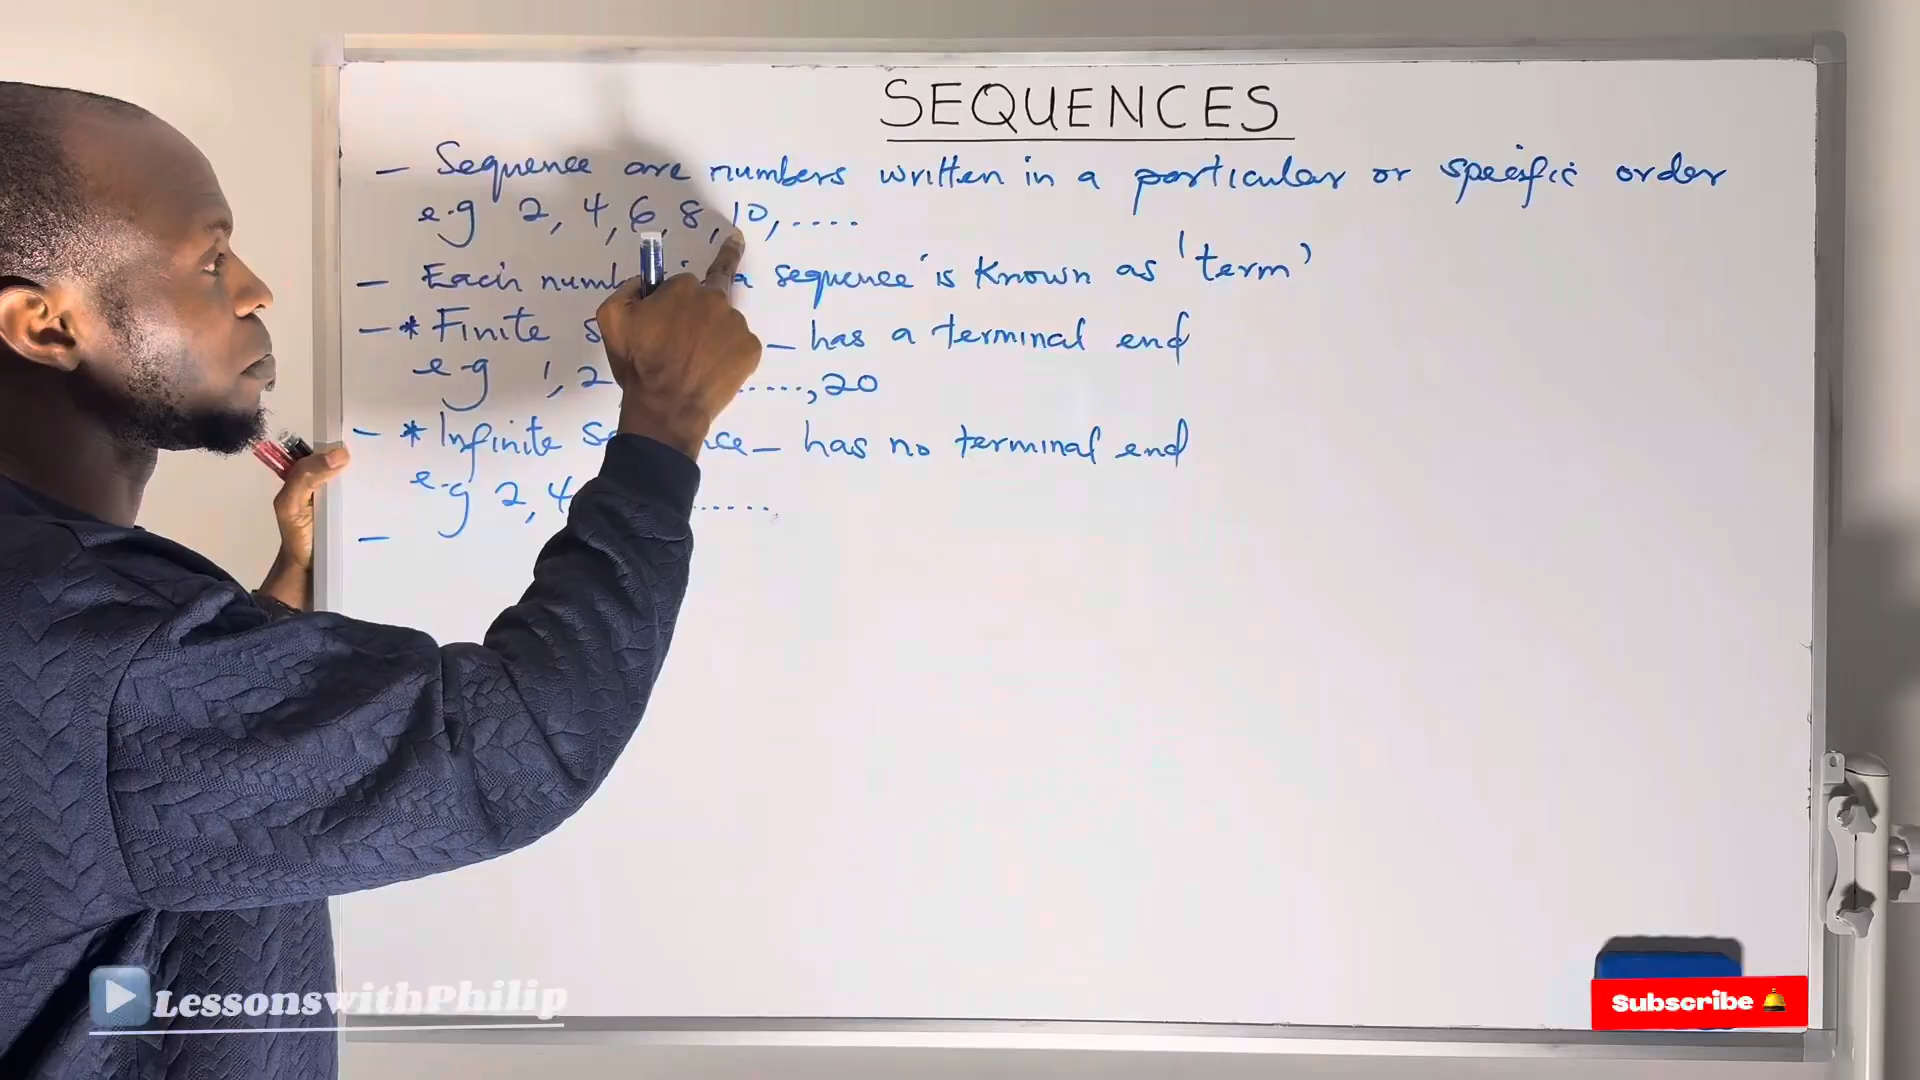 SEQUENCES
- Sequence are numbers written in a particular or specific order
e.g 2, 4, 6, 8, 10, ....
- Each a sequence is known as 'term'
- * Finite - has a terminal end
e.g 1, 2, ....., 20
- * Infinite - has no terminal end
e.g 2, 4 .......
-
LessonswithPhilip
Subscribe